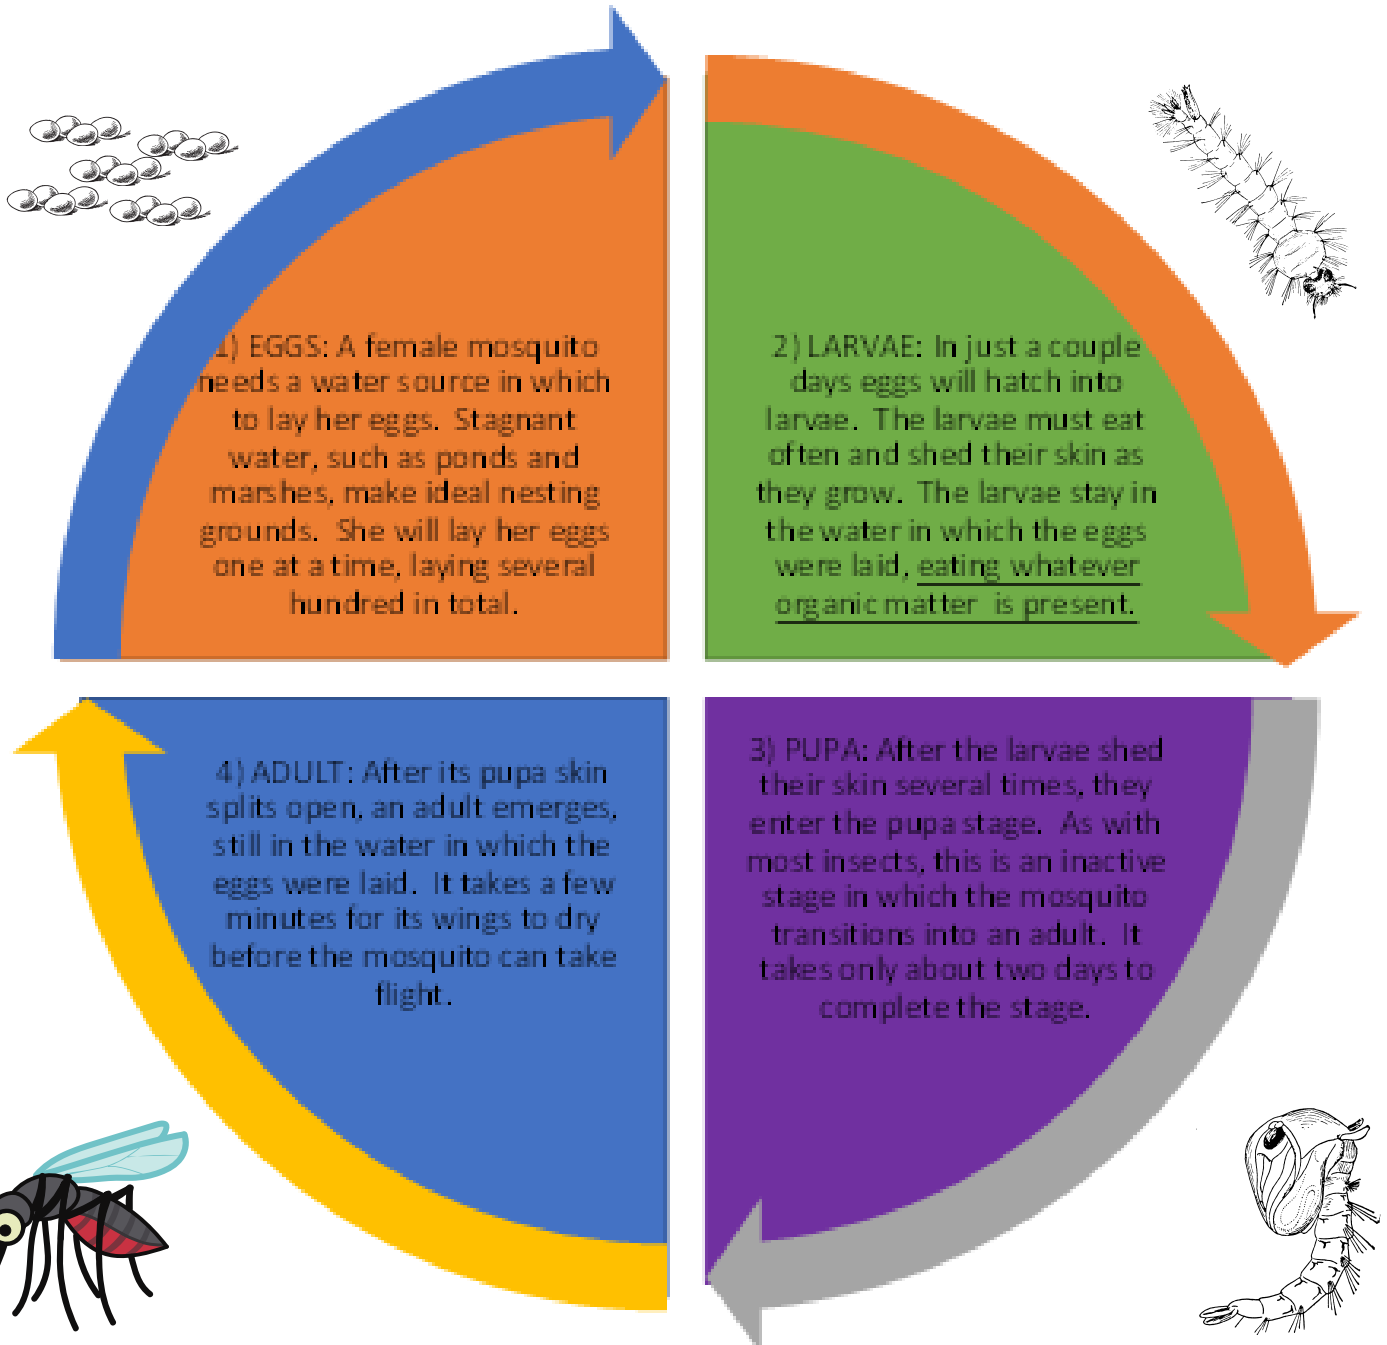 1) EGGS: A female mosquito
needs a water source in which
to lay her eggs.  Stagnant
water, such as ponds and
marshes, make ideal nesting
grounds.  She will lay her eggs
one at a time, laying several
hundred in total.
2) LARVAE: In just a couple
days eggs will hatch into
larvae.  The larvae must eat
often and shed their skin as
they grow.  The larvae stay in
the water in which the eggs
were laid, eating whatever
organic matter  is present.
3) PUPA: After the larvae shed
their skin several times, they
enter the pupa stage.  As with
most insects, this is an inactive
stage in which the mosquito
transitions into an adult.  It
takes only about two days to
complete the stage.
4) ADULT: After its pupa skin
splits open, an adult emerges,
still in the water in which the
eggs were laid.  It takes a few
minutes for its wings to dry
before the mosquito can take
flight.